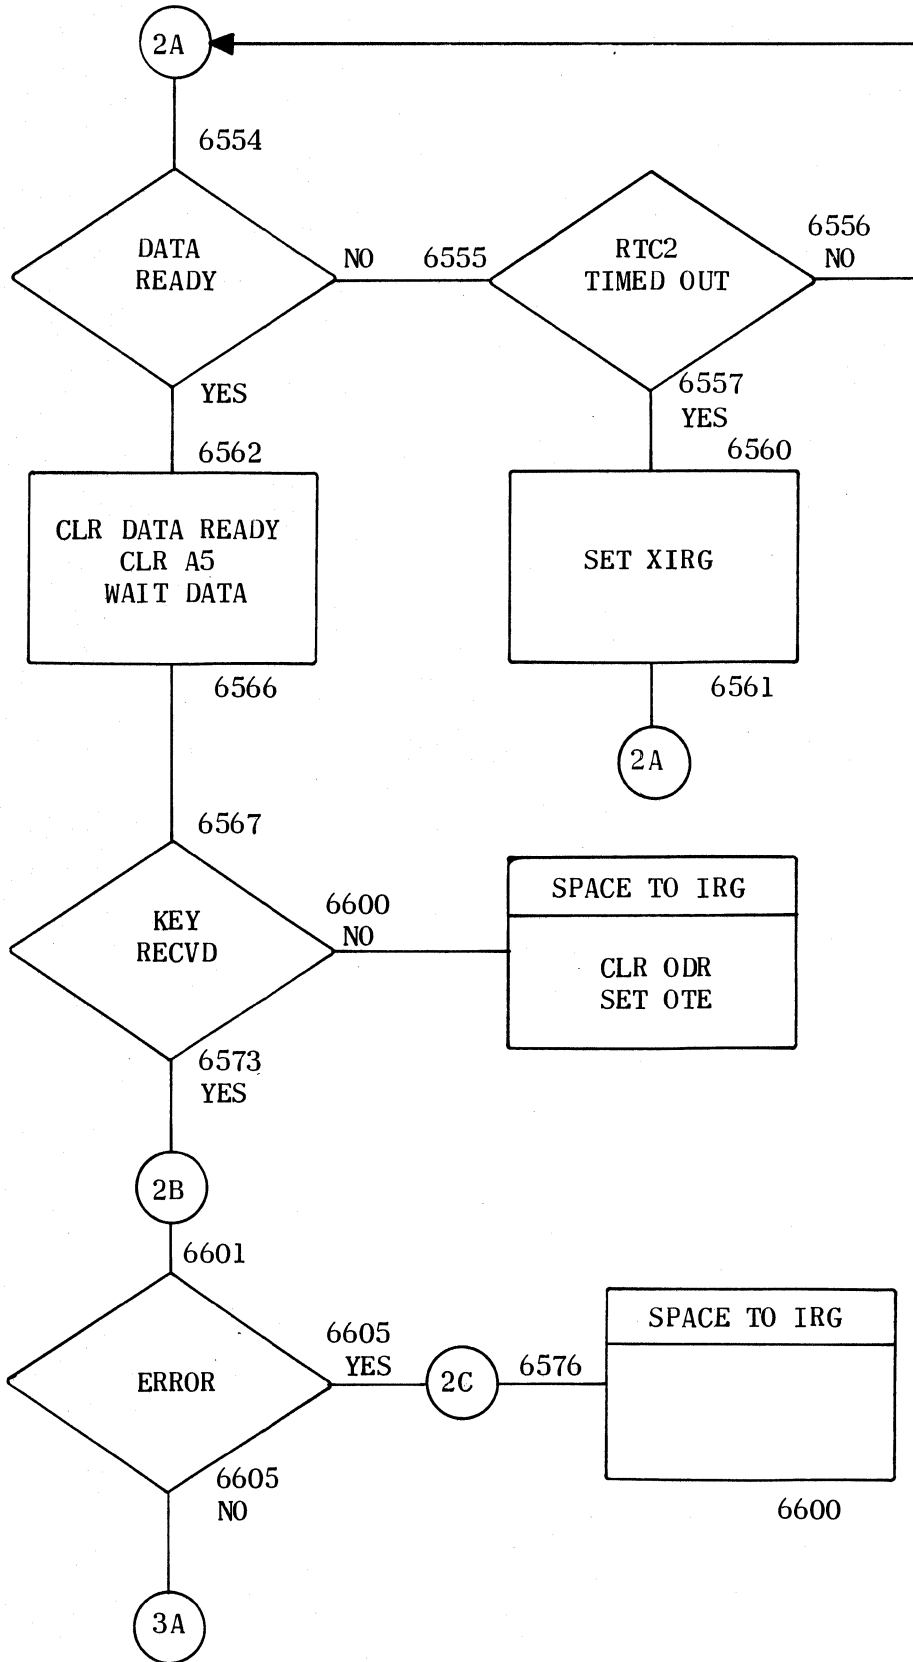 2A
6554
DATA
READY
NO
6555
RTC2
TIMED OUT
6556
NO
YES
6557
YES
6562
6560
CLR DATA READY
CLR A5
WAIT DATA
SET XIRG
6566
6561
2A
6567
KEY
RECVD
6600
NO
SPACE TO IRG
CLR ODR
SET OTE
6573
YES
2B
6601
ERROR
6605
YES
2C
6576
SPACE TO IRG
6605
NO
6600
3A